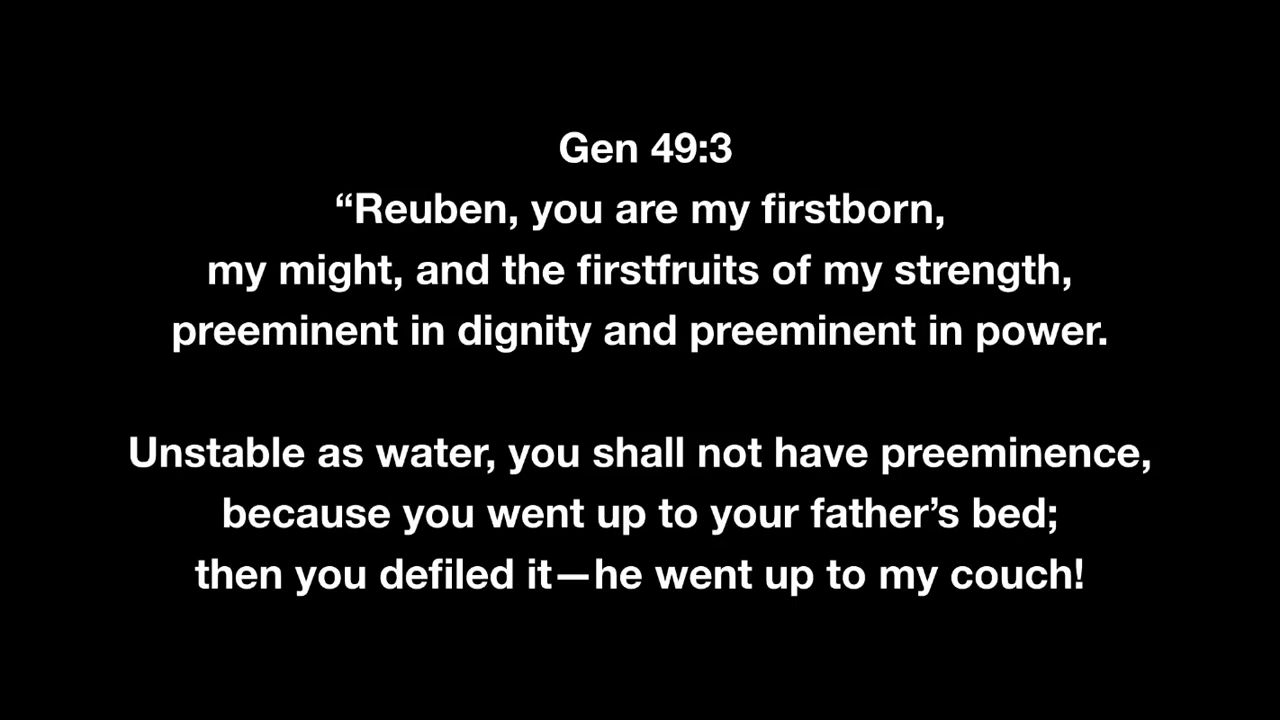 Gen 49:3
“Reuben, you are my firstborn,
my might, and the firstfruits of my strength,
preeminent in dignity and preeminent in power.
Unstable as water, you shall not have preeminence,
because you went up to your father’s bed;
then you defiled it—he went up to my couch!